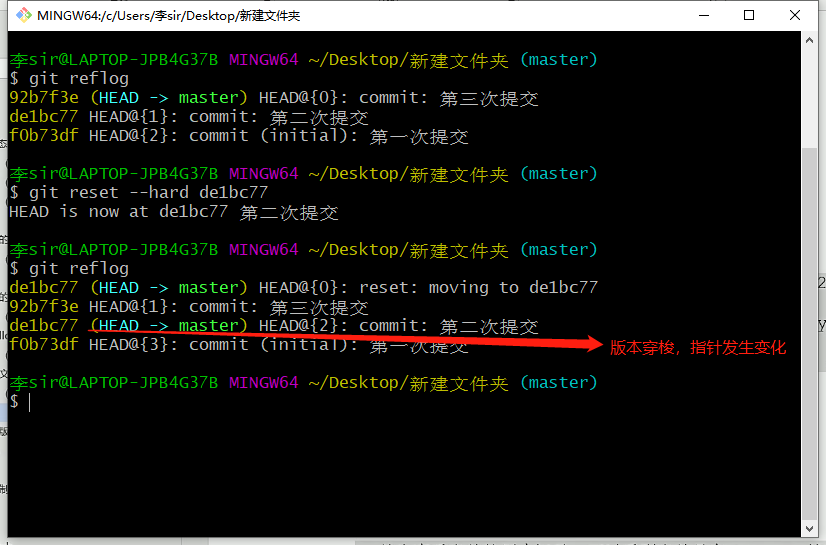 MINGW64:/c/Users/李sir/Desktop/新建文件夹
李sir@LAPTOP-JPB4G37B MINGW64 ~/Desktop/新建文件夹 (master)
$ git reflog
92b7f3e (HEAD -> master) HEAD@{0}: commit: 第三次提交
de1bc77 HEAD@{1}: commit: 第二次提交
f0b73df HEAD@{2}: commit (initial): 第一次提交
李sir@LAPTOP-JPB4G37B MINGW64 ~/Desktop/新建文件夹 (master)
$ git reset --hard de1bc77
HEAD is now at de1bc77 第二次提交
李sir@LAPTOP-JPB4G37B MINGW64 ~/Desktop/新建文件夹 (master)
$ git reflog
de1bc77 (HEAD -> master) HEAD@{0}: reset: moving to de1bc77
92b7f3e HEAD@{1}: commit: 第三次提交
de1bc77 (HEAD -> master) HEAD@{2}: commit: 第二次提交
f0b73df HEAD@{3}: commit (initial): 第一次提交
版本穿梭，指针发生变化
李sir@LAPTOP-JPB4G37B MINGW64 ~/Desktop/新建文件夹 (master)
$